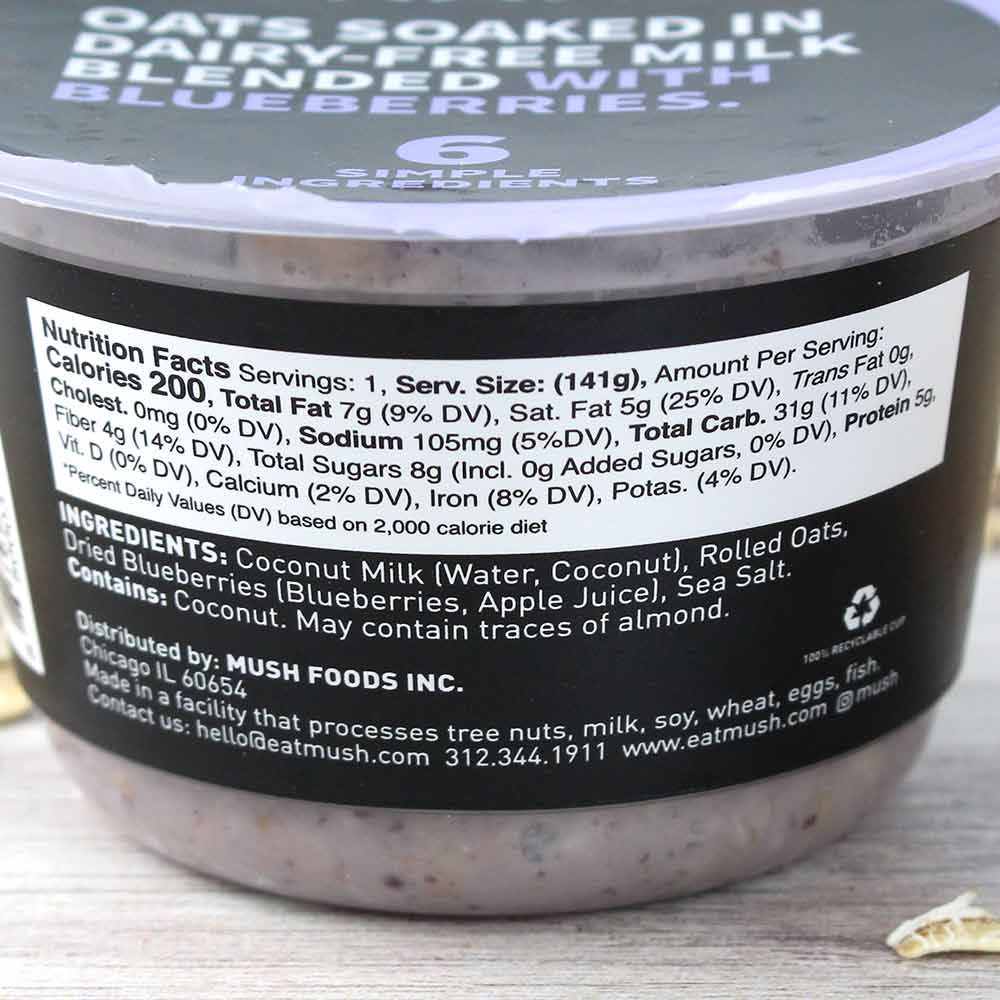 OATS SOAKED IN
DAIRY-FREE MILK
BLENDED WITH
BLUEBERRIES.
6
SIMPLE
INGREDIENTS
Nutrition Facts Servings: 1, Serv. Size: (141g), Amount Per Serving:
Calories 200, Total Fat 7g (9% DV), Sat. Fat 5g (25% DV), Trans Fat 0g,
Cholest. 0mg (0% DV), Sodium 105mg (5%DV), Total Carb. 31g (11% DV),
Fiber 4g (14% DV), Total Sugars 8g (Incl. 0g Added Sugars, 0% DV), Protein 5g,
Vit. D (0% DV), Calcium (2% DV), Iron (8% DV), Potas. (4% DV).
*Percent Daily Values (DV) based on 2,000 calorie diet
INGREDIENTS: Coconut Milk (Water, Coconut), Rolled Oats,
Dried Blueberries (Blueberries, Apple Juice), Sea Salt.
Contains: Coconut. May contain traces of almond.
100% RECYCLABLE CUP
Distributed by: MUSH FOODS INC.
Chicago IL 60654
Made in a facility that processes tree nuts, milk, soy, wheat, eggs, fish.
Contact us: hello@eatmush.com 312.344.1911 www.eatmush.com mush